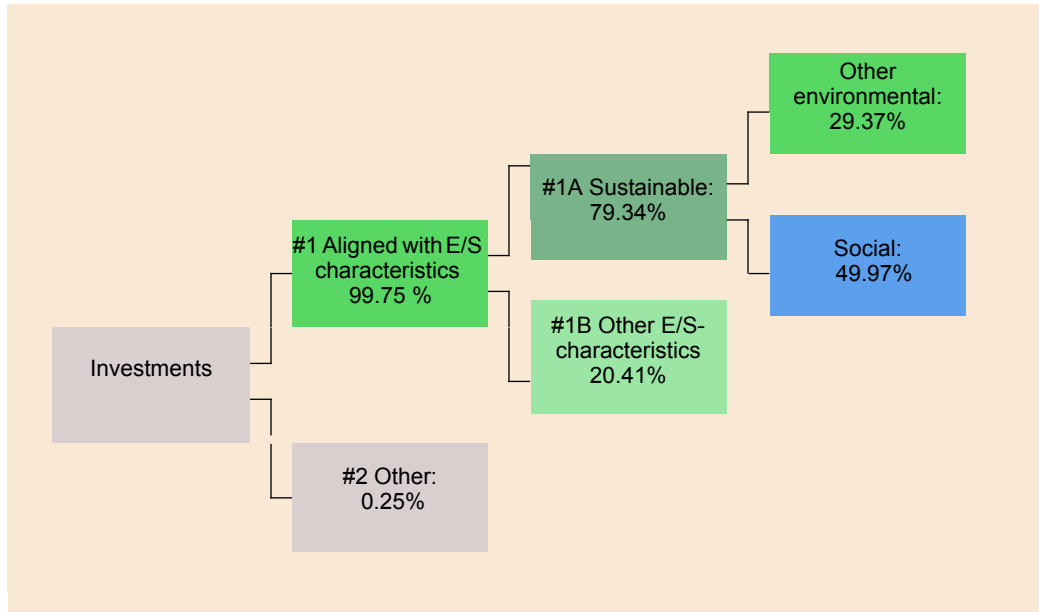 Other
environmental:
29.37%
#1A Sustainable:
79.34%
#1 Aligned with E/S
characteristics
99.75 %
Social:
49.97%
#1B Other E/S-
characteristics
20.41%
Investments
#2 Other:
0.25%